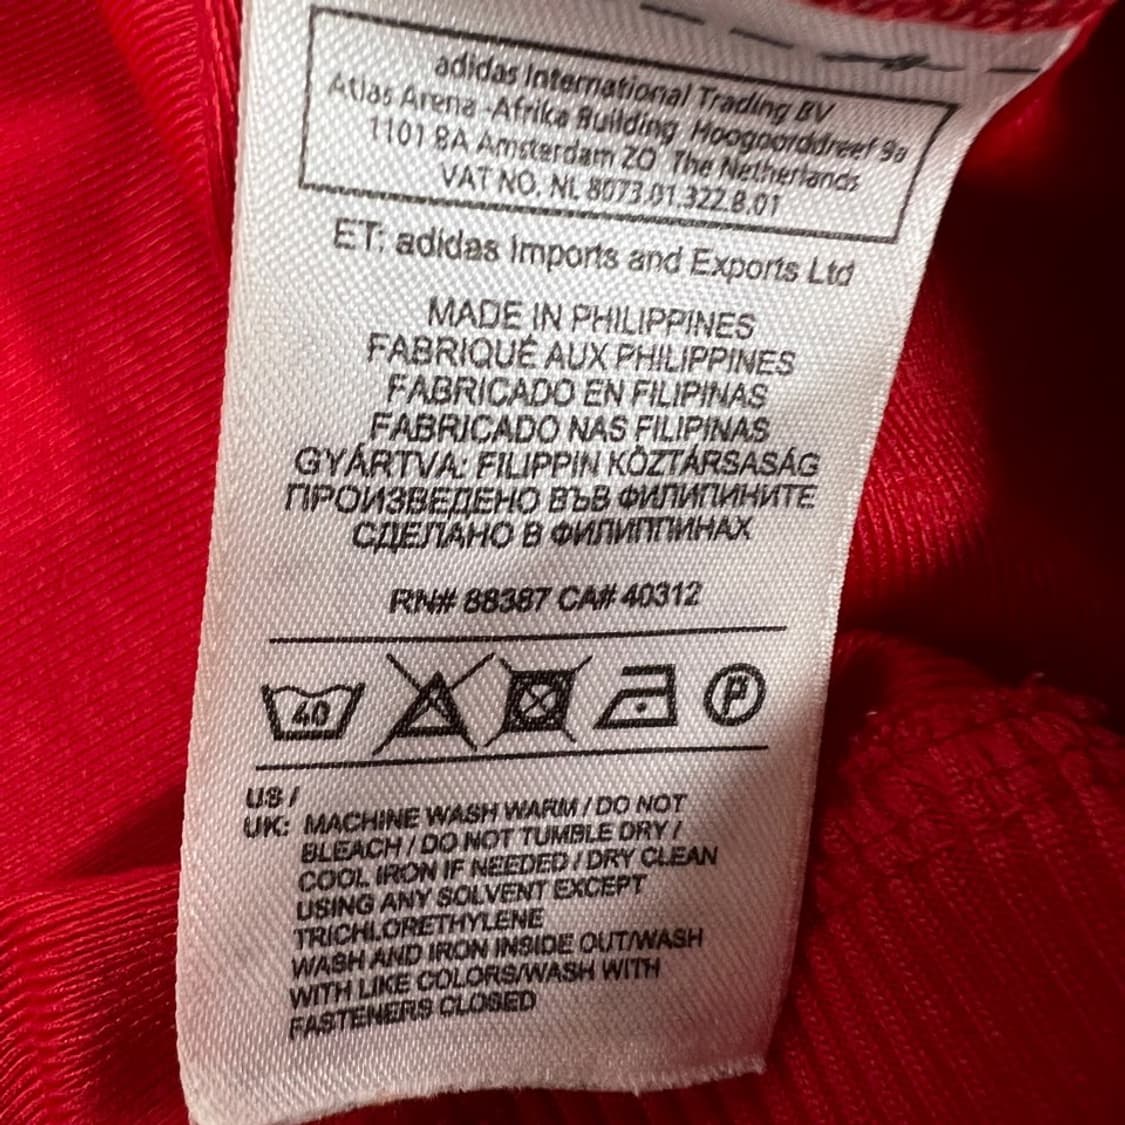 adidas International Trading BV
Atlas Arena -Afrika Building Hoogoorddreef 9a
1101 BA Amsterdam ZO The Netherlands
VAT NO. NL 8073.01.322.B.01
ET: adidas Imports and Exports Ltd
MADE IN PHILIPPINES
FABRIQUÉ AUX PHILIPPINES
FABRICADO EN FILIPINAS
FABRICADO NAS FILIPINAS
GYÁRTVA: FILIPPIN KÖZTÁRSASÁG
ПРОИЗВЕДЕНО ВЪВ ФИЛИПИНИТЕ
СДЕЛАНО В ФИЛИППИНАХ
RN# 88387 CA# 40312
40 P
US /
UK: MACHINE WASH WARM / DO NOT
BLEACH / DO NOT TUMBLE DRY /
COOL IRON IF NEEDED / DRY CLEAN
USING ANY SOLVENT EXCEPT
TRICHLORETHYLENE
WASH AND IRON INSIDE OUT/WASH
WITH LIKE COLORS/WASH WITH
FASTENERS CLOSED